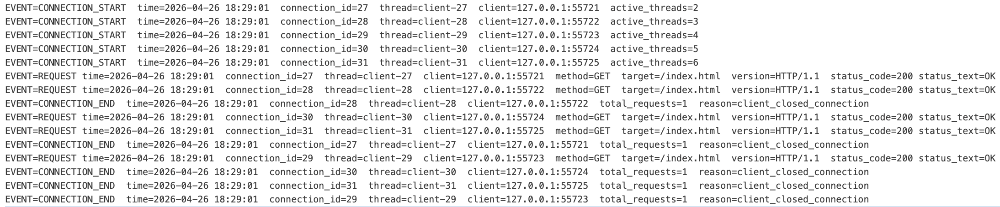 EVENT=CONNECTION_START  time=2026-04-26 18:29:01  connection_id=27  thread=client-27  client=127.0.0.1:55721  active_threads=2
EVENT=CONNECTION_START  time=2026-04-26 18:29:01  connection_id=28  thread=client-28  client=127.0.0.1:55722  active_threads=3
EVENT=CONNECTION_START  time=2026-04-26 18:29:01  connection_id=29  thread=client-29  client=127.0.0.1:55723  active_threads=4
EVENT=CONNECTION_START  time=2026-04-26 18:29:01  connection_id=30  thread=client-30  client=127.0.0.1:55724  active_threads=5
EVENT=CONNECTION_START  time=2026-04-26 18:29:01  connection_id=31  thread=client-31  client=127.0.0.1:55725  active_threads=6
EVENT=REQUEST time=2026-04-26 18:29:01  connection_id=27  thread=client-27  client=127.0.0.1:55721  method=GET  target=/index.html  version=HTTP/1.1  status_code=200 status_text=OK
EVENT=REQUEST time=2026-04-26 18:29:01  connection_id=28  thread=client-28  client=127.0.0.1:55722  method=GET  target=/index.html  version=HTTP/1.1  status_code=200 status_text=OK
EVENT=CONNECTION_END  time=2026-04-26 18:29:01  connection_id=28  thread=client-28  client=127.0.0.1:55722  total_requests=1  reason=client_closed_connection
EVENT=REQUEST time=2026-04-26 18:29:01  connection_id=30  thread=client-30  client=127.0.0.1:55724  method=GET  target=/index.html  version=HTTP/1.1  status_code=200 status_text=OK
EVENT=REQUEST time=2026-04-26 18:29:01  connection_id=31  thread=client-31  client=127.0.0.1:55725  method=GET  target=/index.html  version=HTTP/1.1  status_code=200 status_text=OK
EVENT=CONNECTION_END  time=2026-04-26 18:29:01  connection_id=27  thread=client-27  client=127.0.0.1:55721  total_requests=1  reason=client_closed_connection
EVENT=REQUEST time=2026-04-26 18:29:01  connection_id=29  thread=client-29  client=127.0.0.1:55723  method=GET  target=/index.html  version=HTTP/1.1  status_code=200 status_text=OK
EVENT=CONNECTION_END  time=2026-04-26 18:29:01  connection_id=30  thread=client-30  client=127.0.0.1:55724  total_requests=1  reason=client_closed_connection
EVENT=CONNECTION_END  time=2026-04-26 18:29:01  connection_id=31  thread=client-31  client=127.0.0.1:55725  total_requests=1  reason=client_closed_connection
EVENT=CONNECTION_END  time=2026-04-26 18:29:01  connection_id=29  thread=client-29  client=127.0.0.1:55723  total_requests=1  reason=client_closed_connection